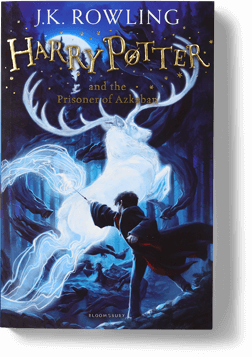 J.K. ROWLING
HARRY POTTER
and the
Prisoner of Azkaban
BLOOMSBURY